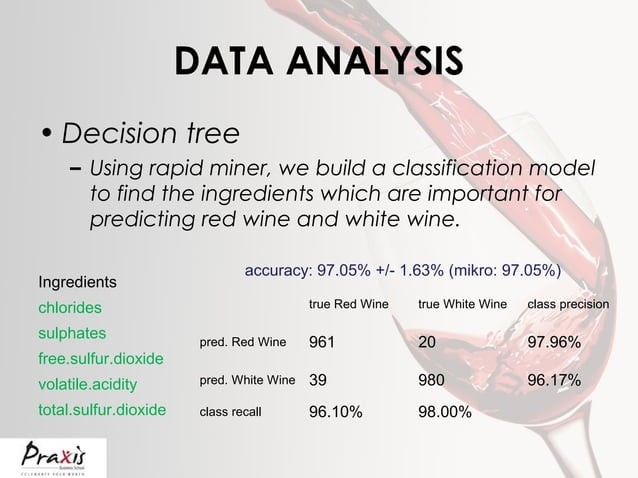 DATA ANALYSIS
• Decision tree
– Using rapid miner, we build a classification model
to find the ingredients which are important for
predicting red wine and white wine.
Ingredients
chlorides
sulphates
free.sulfur.dioxide
volatile.acidity
total.sulfur.dioxide
accuracy: 97.05% +/- 1.63% (mikro: 97.05%)
true Red Wine true White Wine class precision
pred. Red Wine 961 20 97.96%
pred. White Wine 39 980 96.17%
class recall 96.10% 98.00%
Praxis
Business School